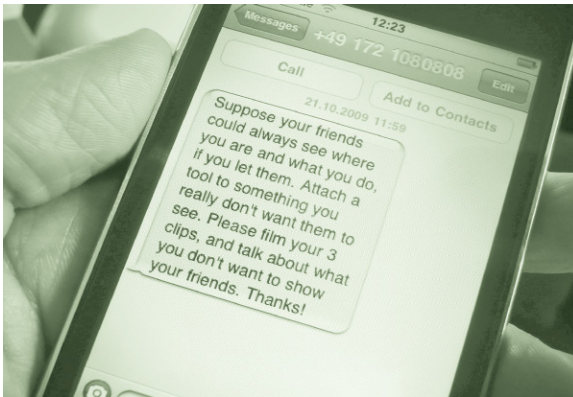 12:23
Messages
+49 172 1080808
Edit
Call
Add to Contacts
21.10.2009 11:59
Suppose your friends
could always see where
you are and what you do,
if you let them. Attach a
tool to something you
really don't want them to
see. Please film your 3
clips, and talk about what
you don't want to show
your friends. Thanks!